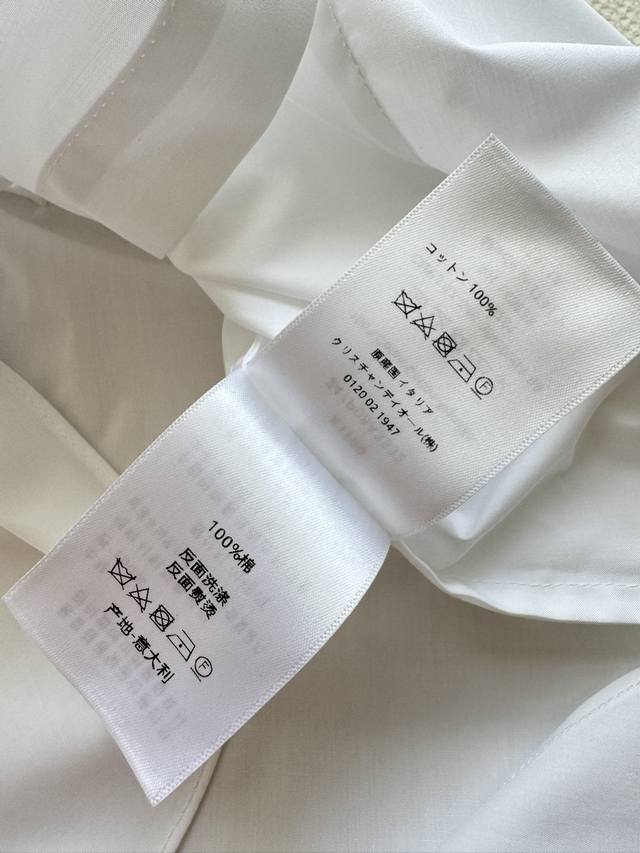 コットン 100%
原産国 イタリア
クリスチャンディオール(株)
0120 02 1947
100%棉
反面洗涤
反面熨烫
F
产地-意大利